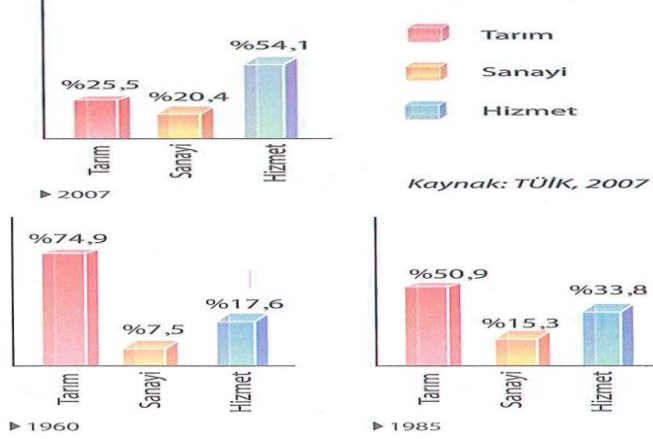 %25,5
%20,4
%54,1
Tarım
Sanayi
Hizmet
▶ 2007
Tarım
Sanayi
Hizmet
Kaynak: TÜİK, 2007
%74,9
%7,5
%17,6
Tarım
Sanayi
Hizmet
▶ 1960
%50,9
%15,3
%33,8
Tarım
Sanayi
Hizmet
▶ 1985